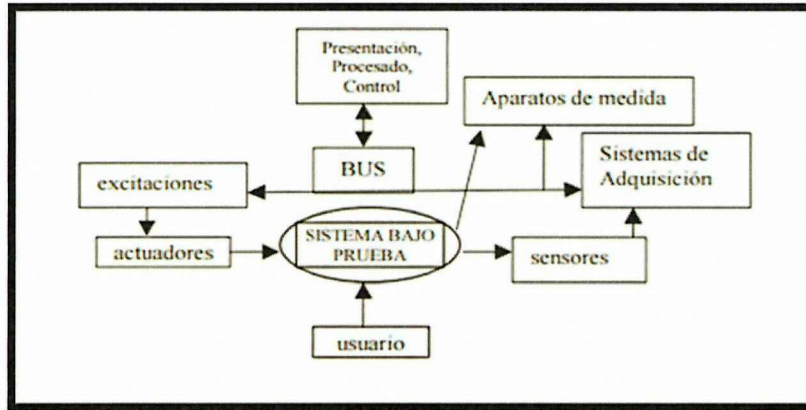 Presentación,
Procesado,
Control
Aparatos de medida
BUS
Sistemas de
Adquisición
excitaciones
actuadores
SISTEMA BAJO
PRUEBA
sensores
usuario